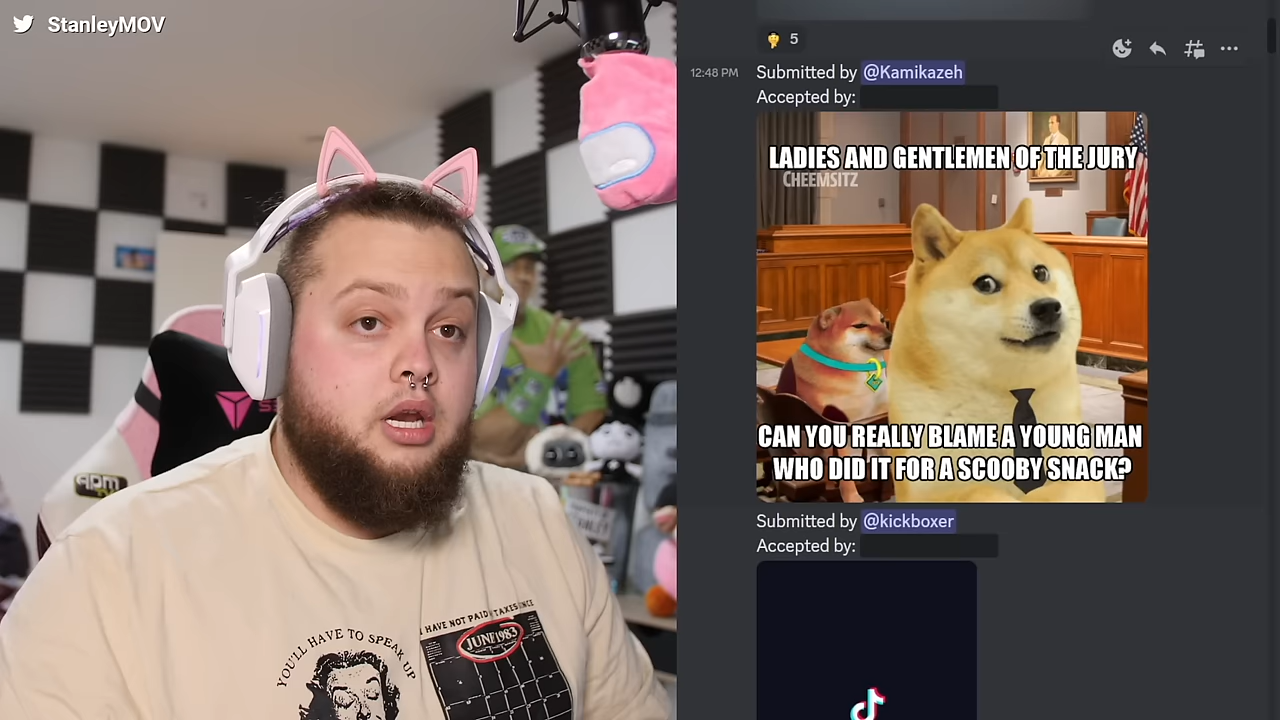 StanleyMOV
5
12:48 PM
Submitted by @Kamikazeh
Accepted by:
LADIES AND GENTLEMEN OF THE JURY
CHEEMSITZ
CAN YOU REALLY BLAME A YOUNG MAN
WHO DID IT FOR A SCOOBY SNACK?
Submitted by @kickboxer
Accepted by:
YOU'LL HAVE TO SPEAK UP
I HAVE NOT PAID TAXES SINCE
JUNE 1983